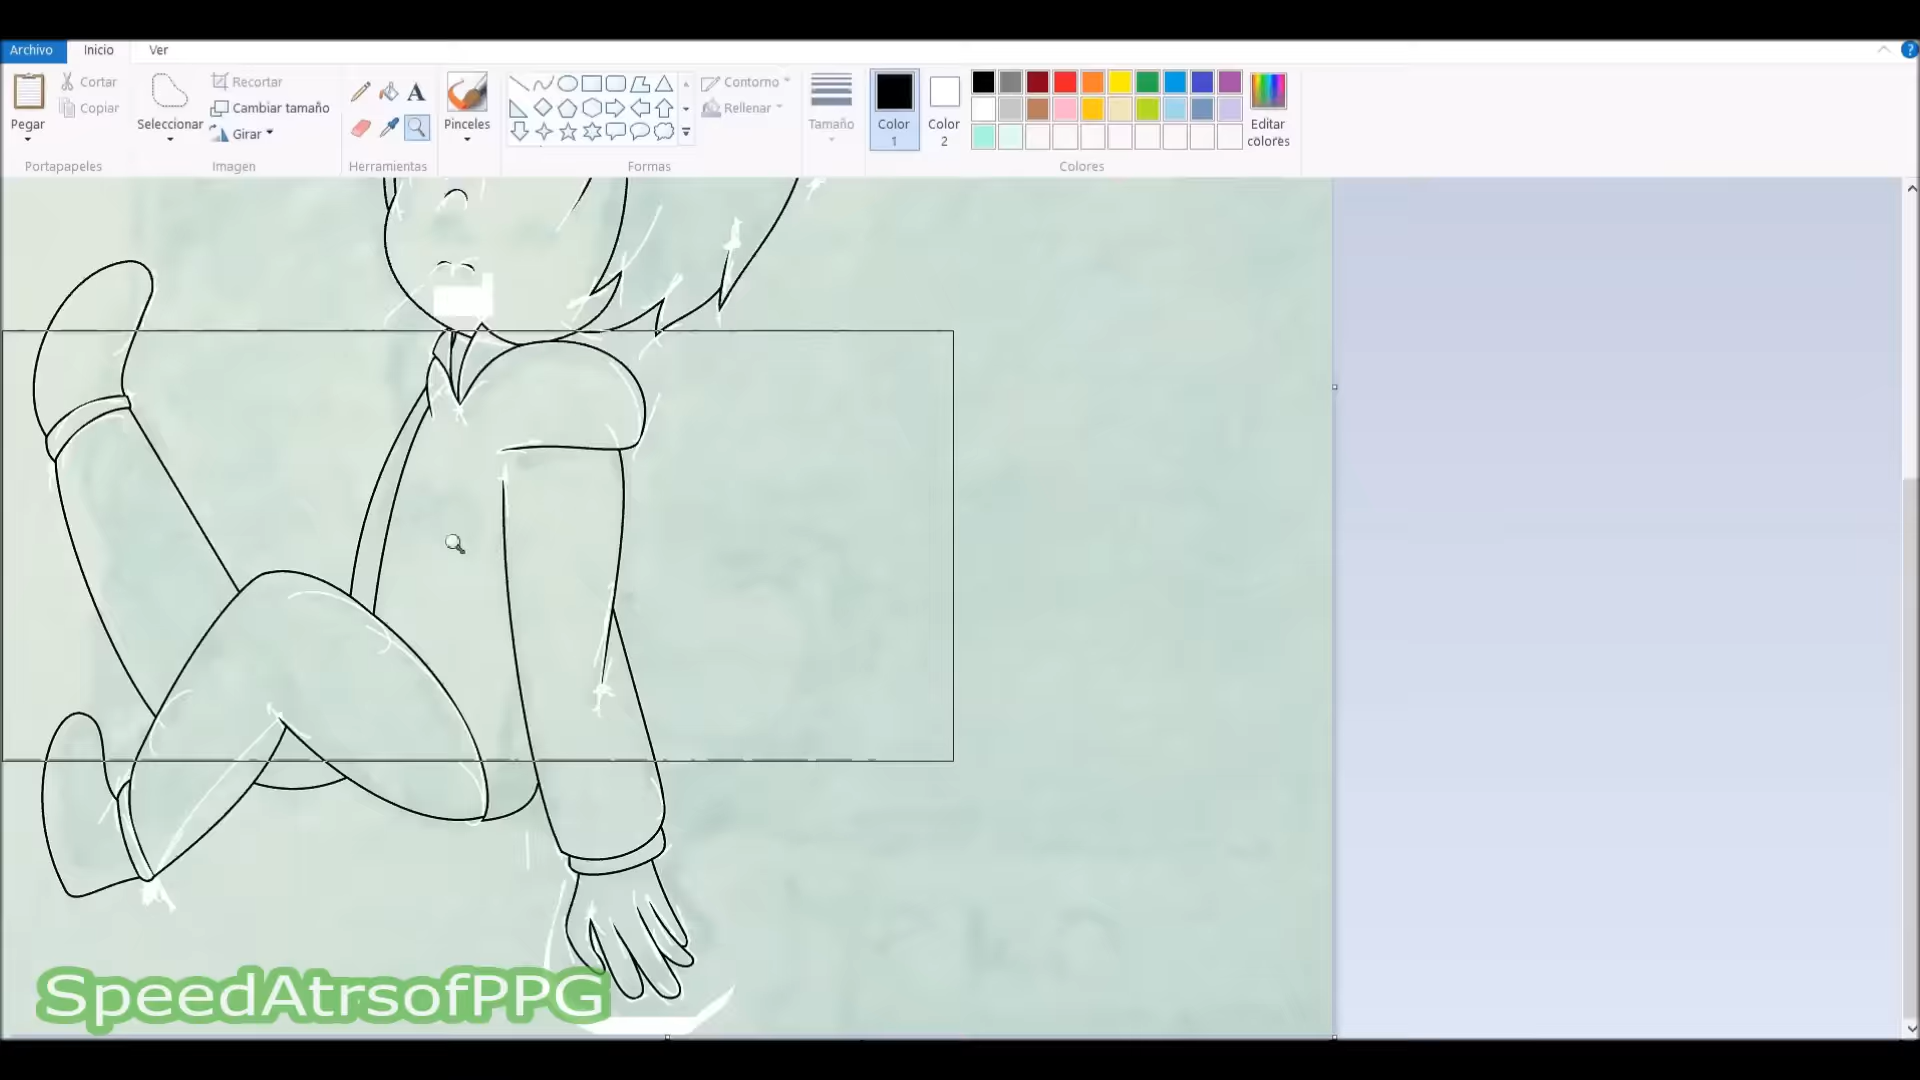 Archivo Inicio Ver
Cortar Recortar Contorno
Copiar Cambiar tamaño Rellenar
Pegar Seleccionar Girar Pinceles Tamaño Color 1 Color 2 Editar colores
Portapapeles Imagen Herramientas Formas Colores
SpeedAtrsofPPG